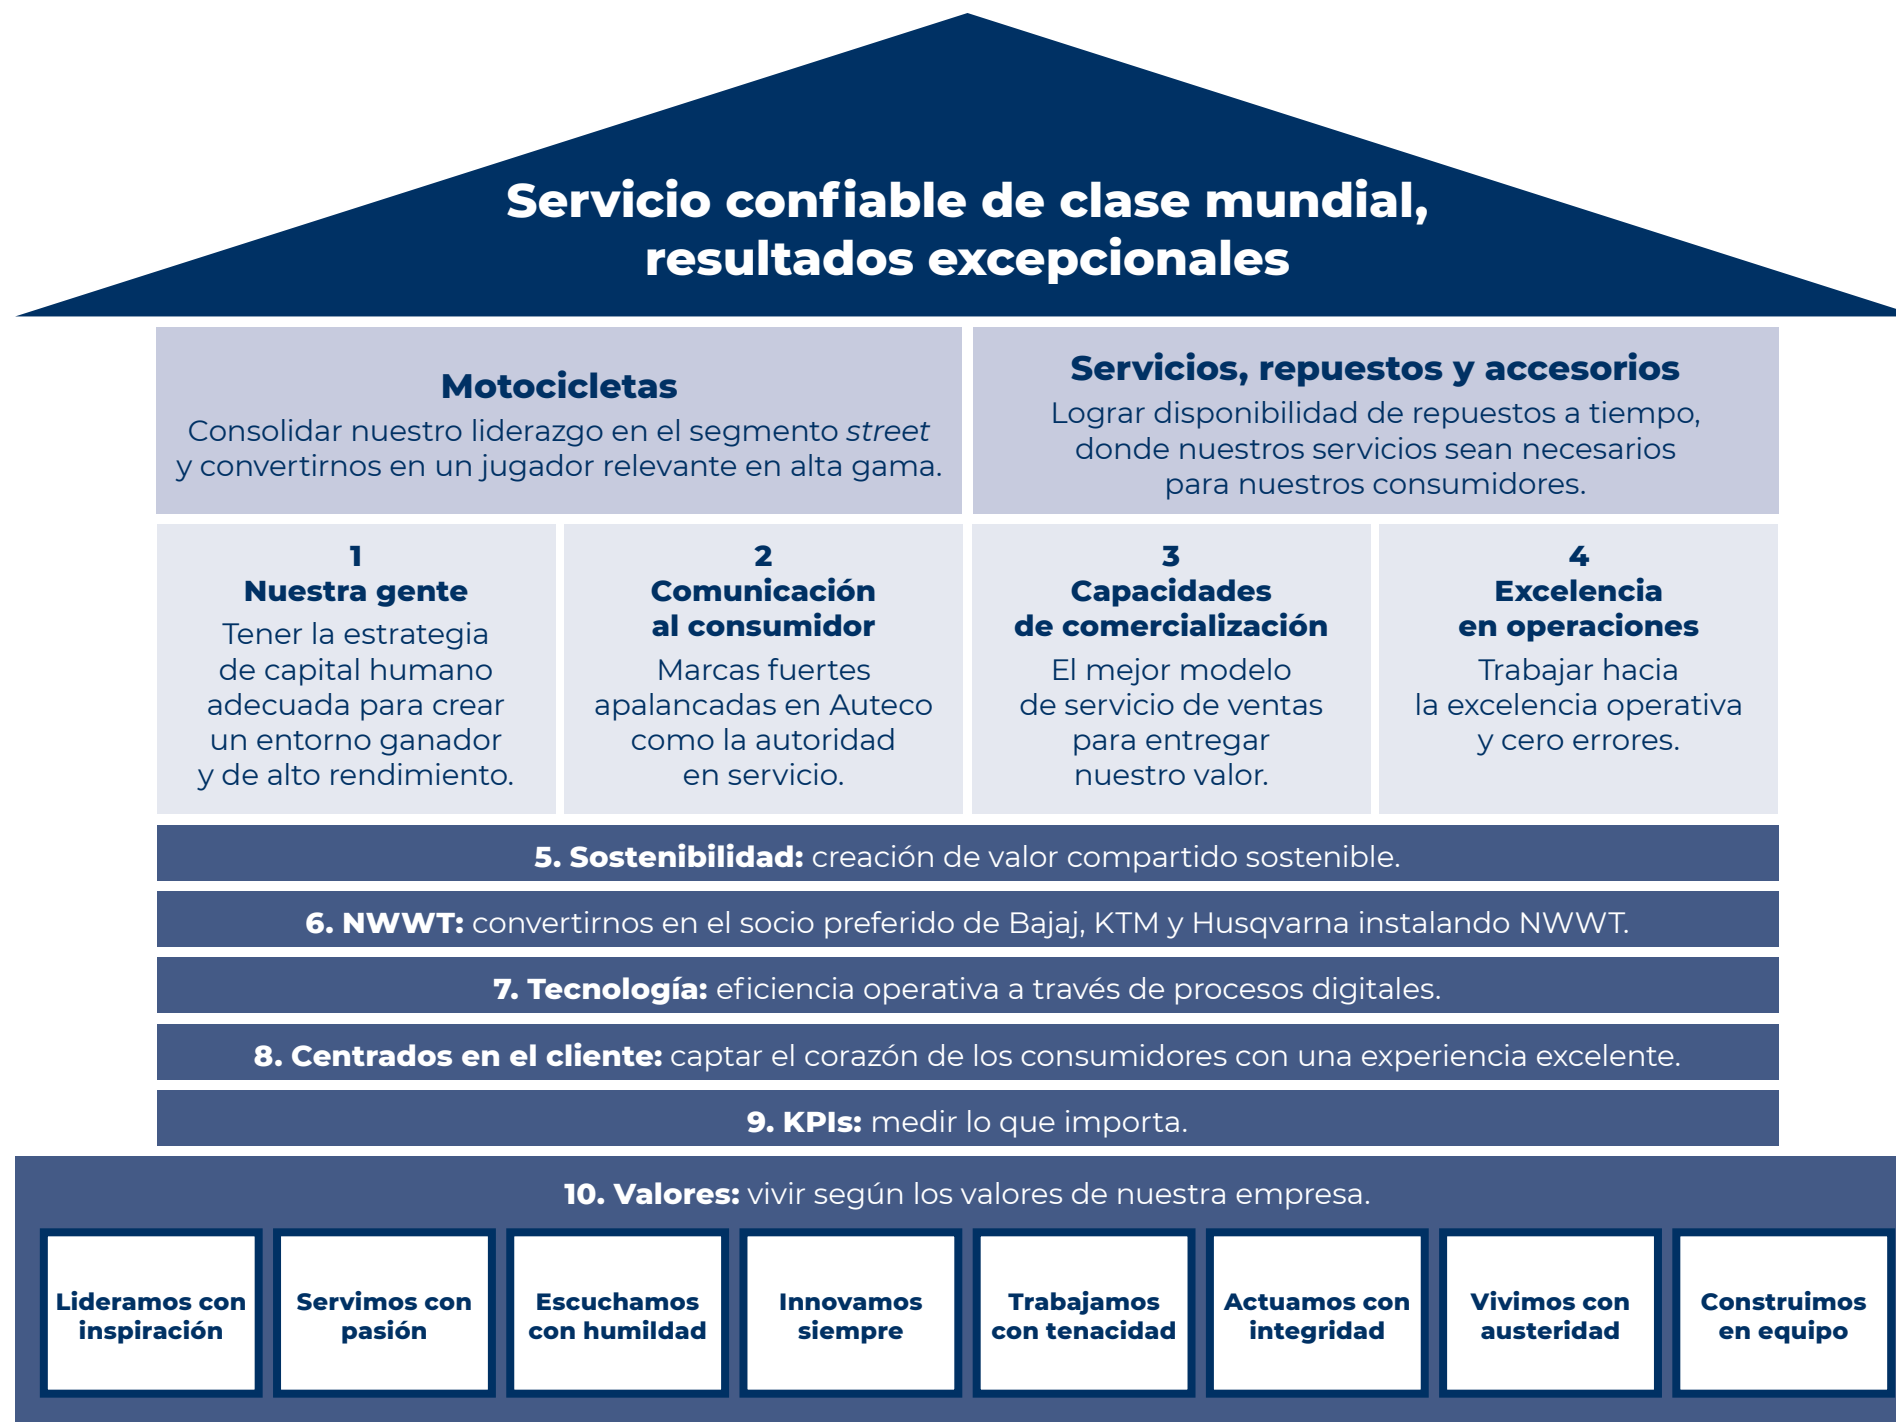 Servicio confiable de clase mundial,
resultados excepcionales
Motocicletas
Consolidar nuestro liderazgo en el segmento street
y convertirnos en un jugador relevante en alta gama.
Servicios, repuestos y accesorios
Lograr disponibilidad de repuestos a tiempo,
donde nuestros servicios sean necesarios
para nuestros consumidores.
1
Nuestra gente
Tener la estrategia
de capital humano
adecuada para crear
un entorno ganador
y de alto rendimiento.
2
Comunicación
al consumidor
Marcas fuertes
apalancadas en Auteco
como la autoridad
en servicio.
3
Capacidades
de comercialización
El mejor modelo
de servicio de ventas
para entregar
nuestro valor.
4
Excelencia
en operaciones
Trabajar hacia
la excelencia operativa
y cero errores.
5. Sostenibilidad: creación de valor compartido sostenible.
6. NWWT: convertirnos en el socio preferido de Bajaj, KTM y Husqvarna instalando NWWT.
7. Tecnología: eficiencia operativa a través de procesos digitales.
8. Centrados en el cliente: captar el corazón de los consumidores con una experiencia excelente.
9. KPIs: medir lo que importa.
10. Valores: vivir según los valores de nuestra empresa.
Lideramos con
inspiración
Servimos con
pasión
Escuchamos
con humildad
Innovamos
siempre
Trabajamos
con tenacidad
Actuamos con
integridad
Vivimos con
austeridad
Construimos
en equipo